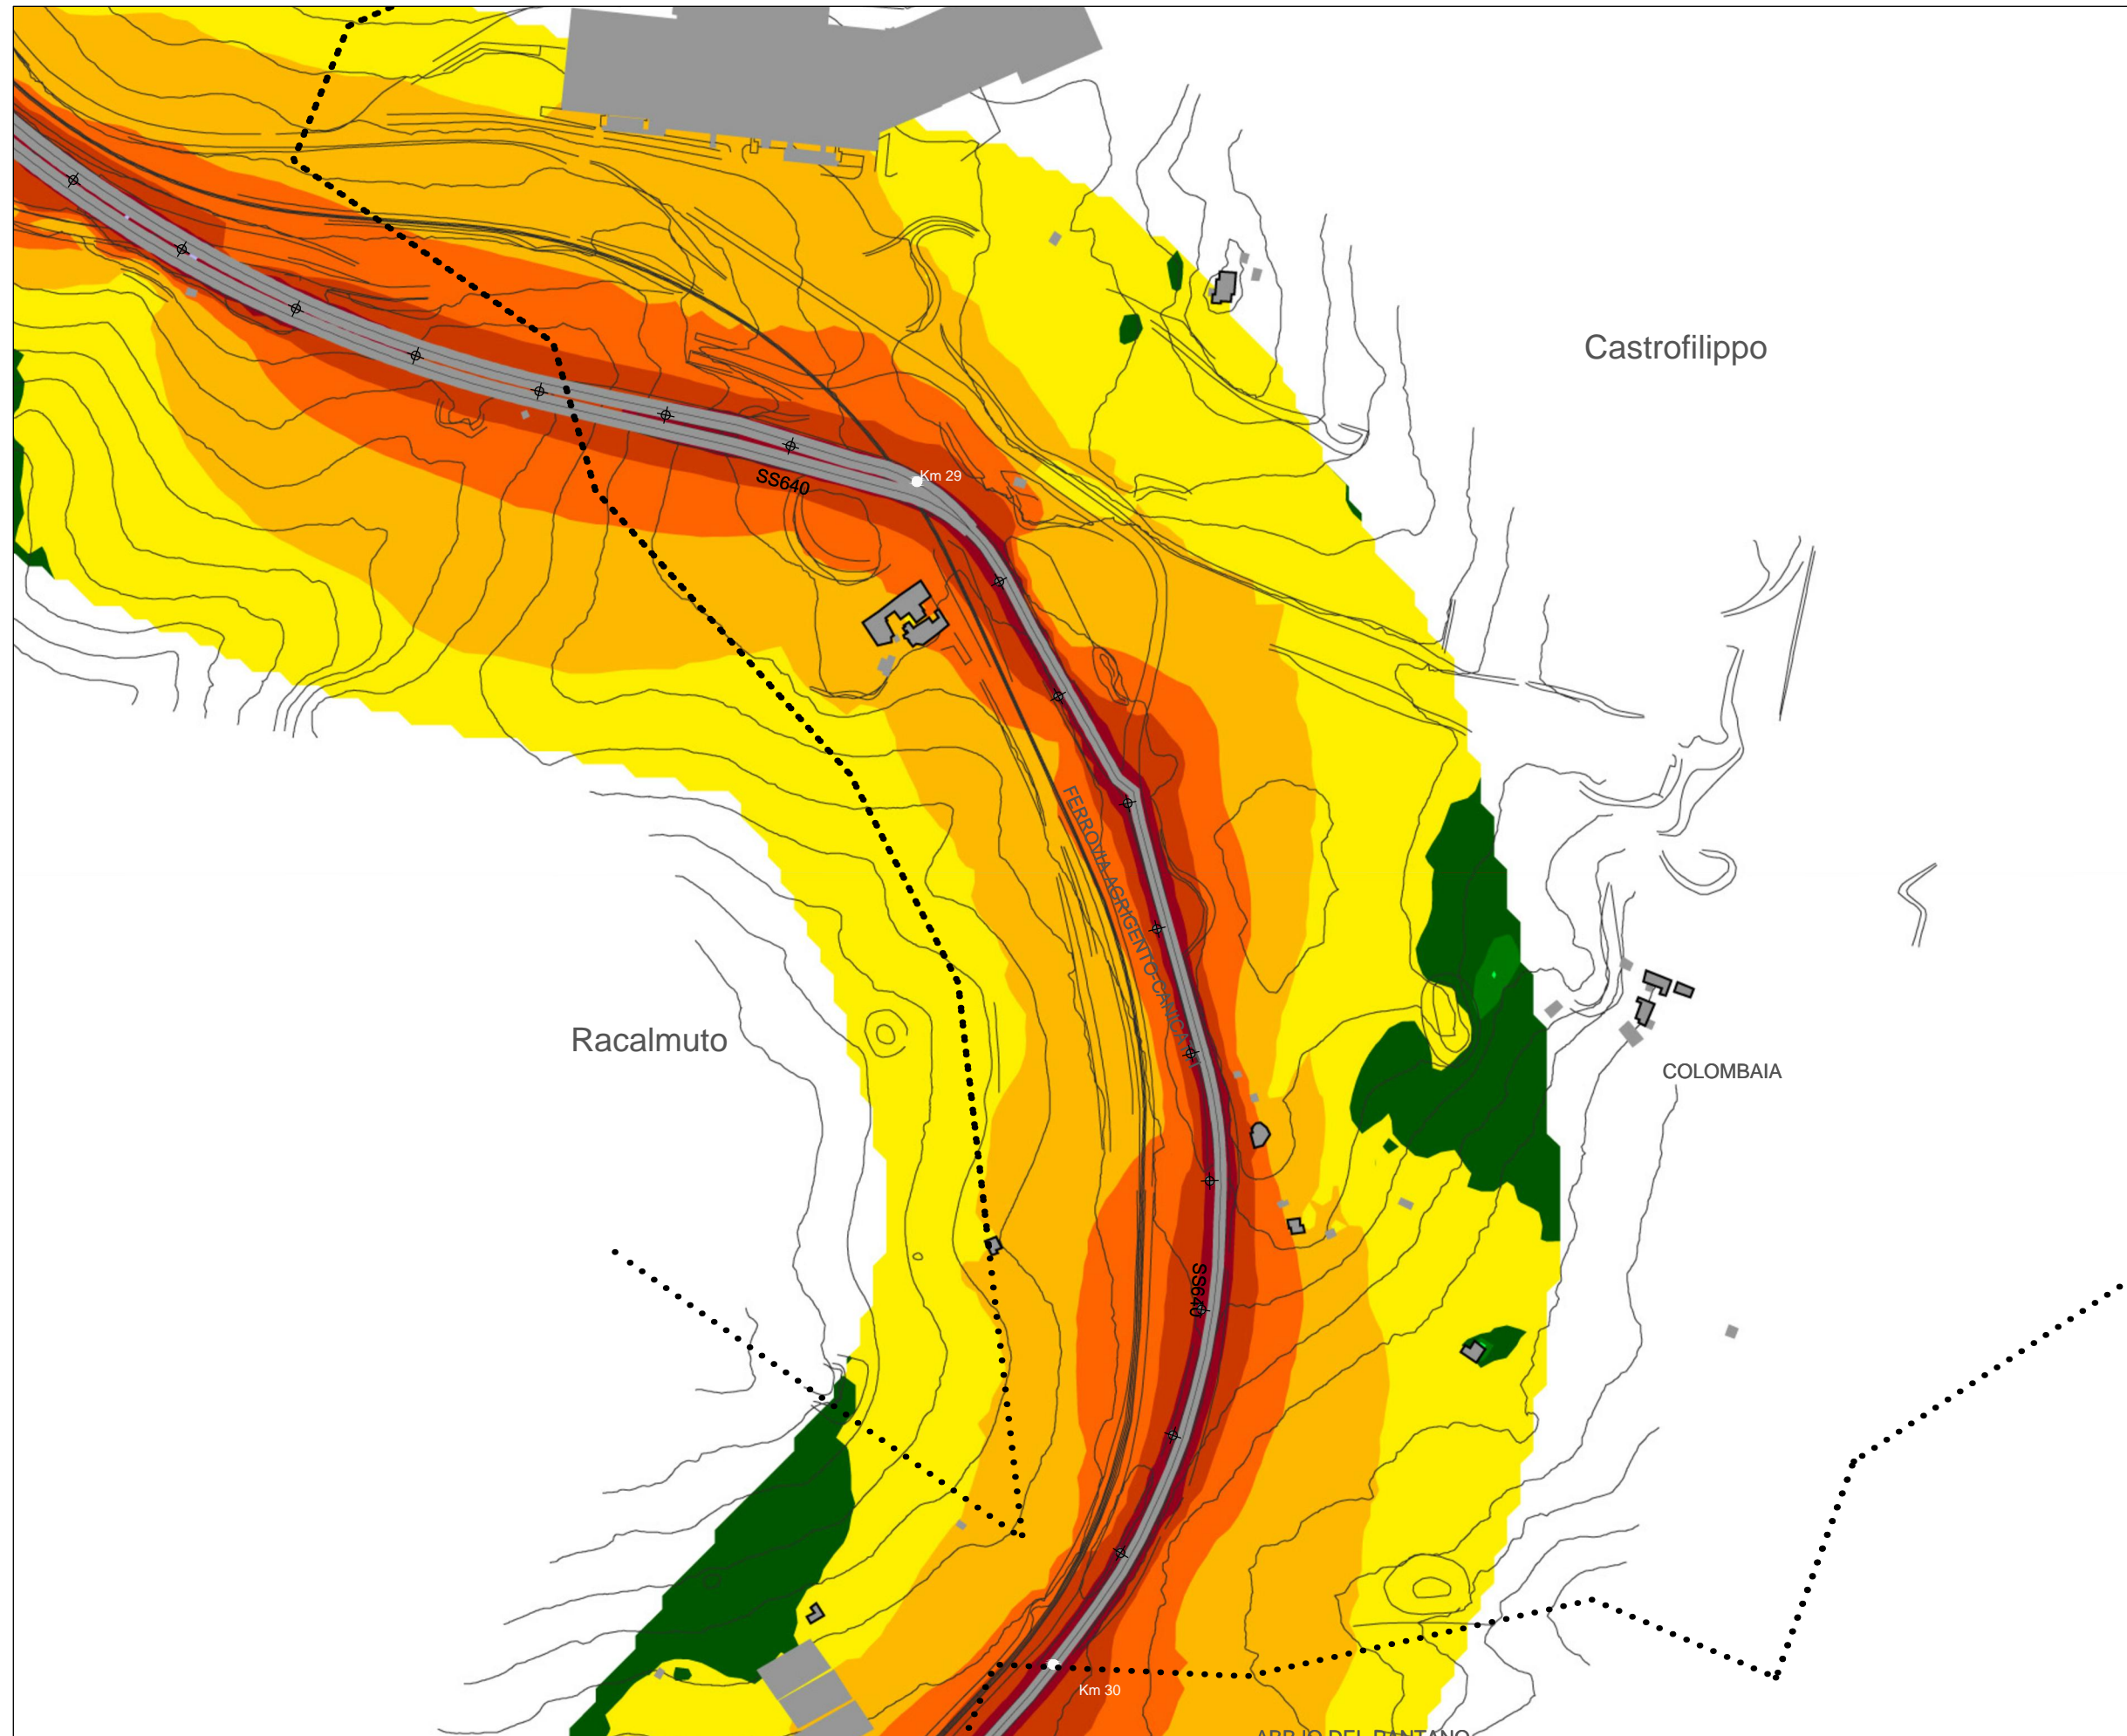 Castrofilippo
Km 29
SS640
FERROVIA AGRIGENTO-CANICATTI
Racalmuto
COLOMBAIA
SS640
Km 30